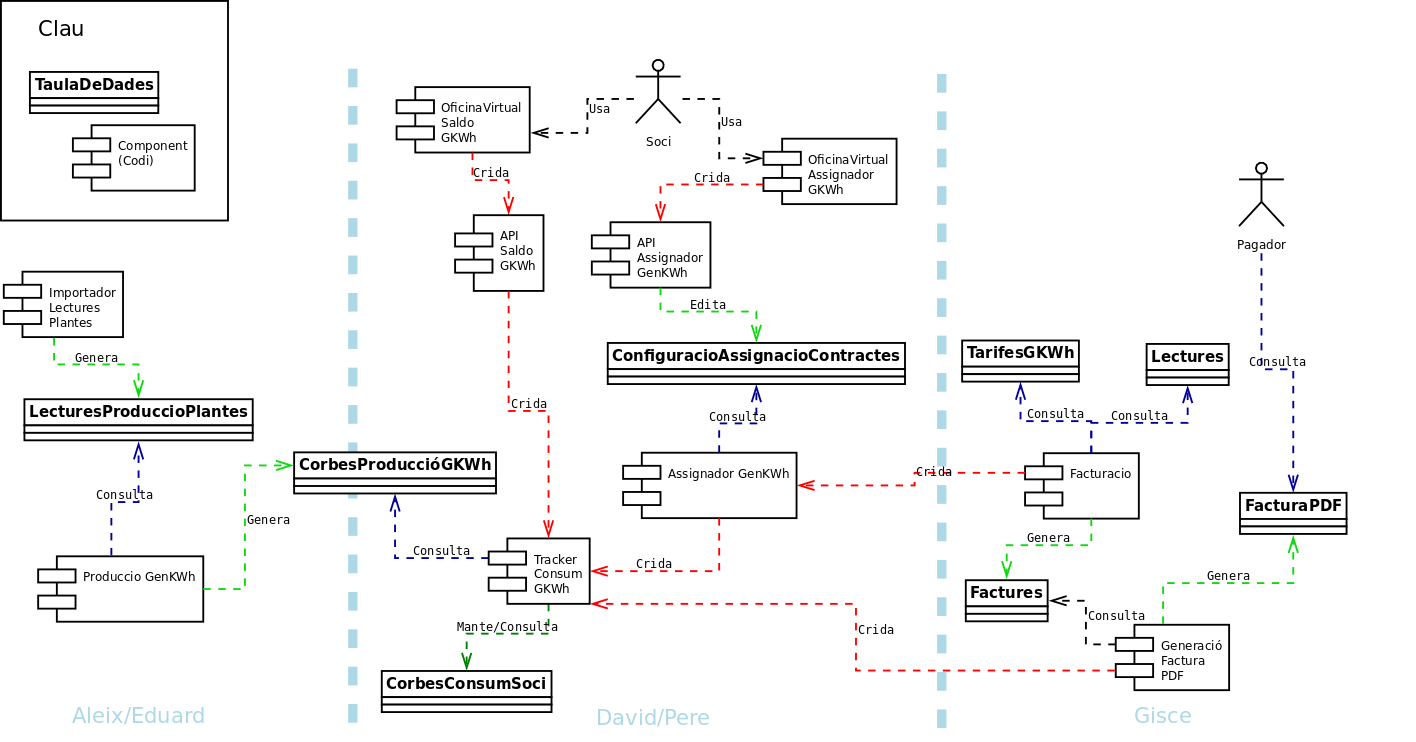 Clau
TaulaDeDades
Component
(Codi)
Importador
Lectures
Plantes
Genera
LecturesProduccioPlantes
Consulta
Genera
Produccio GenKWh
Aleix/Eduard
OficinaVirtual
Saldo
GKWh
Usa
Soci
Usa
OficinaVirtual
Assignador
GKWh
Crida
Crida
API
Saldo
GKWh
API
Assignador
GenKWh
Edita
ConfiguracioAssignacioContractes
Crida
Consulta
CorbesProduccióGKWh
Assignador GenKWh
Crida
Consulta
Tracker
Consum
GKWh
Crida
Mante/Consulta
Crida
CorbesConsumSoci
David/Pere
Pagador
TarifesGKWh
Lectures
Consulta
Consulta
Consulta
Facturacio
FacturaPDF
Genera
Genera
Factures
Consulta
Generació
Factura
PDF
Gisce